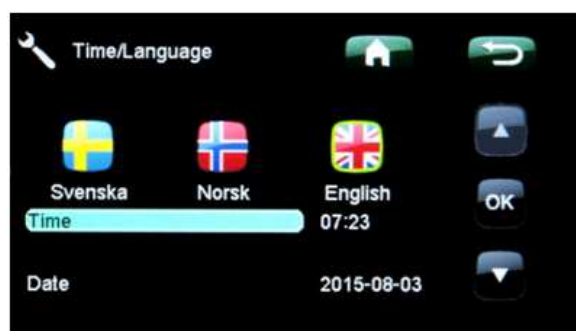 Time/Language
Svenska Norsk English
Time 07:23
OK
Date 2015-08-03